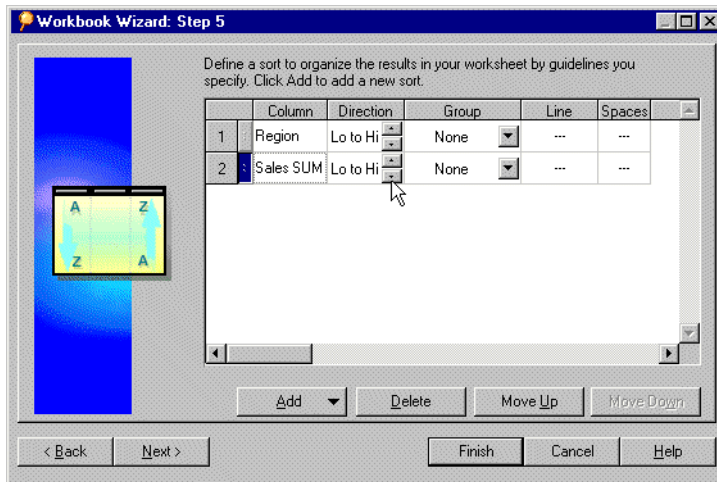 Workbook Wizard: Step 5
Define a sort to organize the results in your worksheet by guidelines you
specify. Click Add to add a new sort.
Column Direction Group Line Spaces
1 Region Lo to Hi None --- ---
2 Sales SUM Lo to Hi None --- ---
A Z
Z A
Add Delete Move Up Move Down
< Back Next > Finish Cancel Help